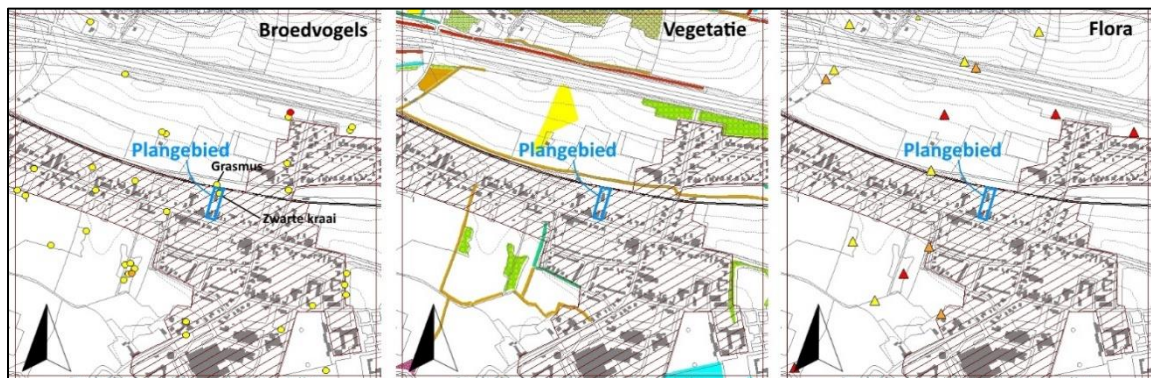 Broedvogels
Plangebied
Grasmus
Zwarte kraai
Vegetatie
Plangebied
Flora
Plangebied